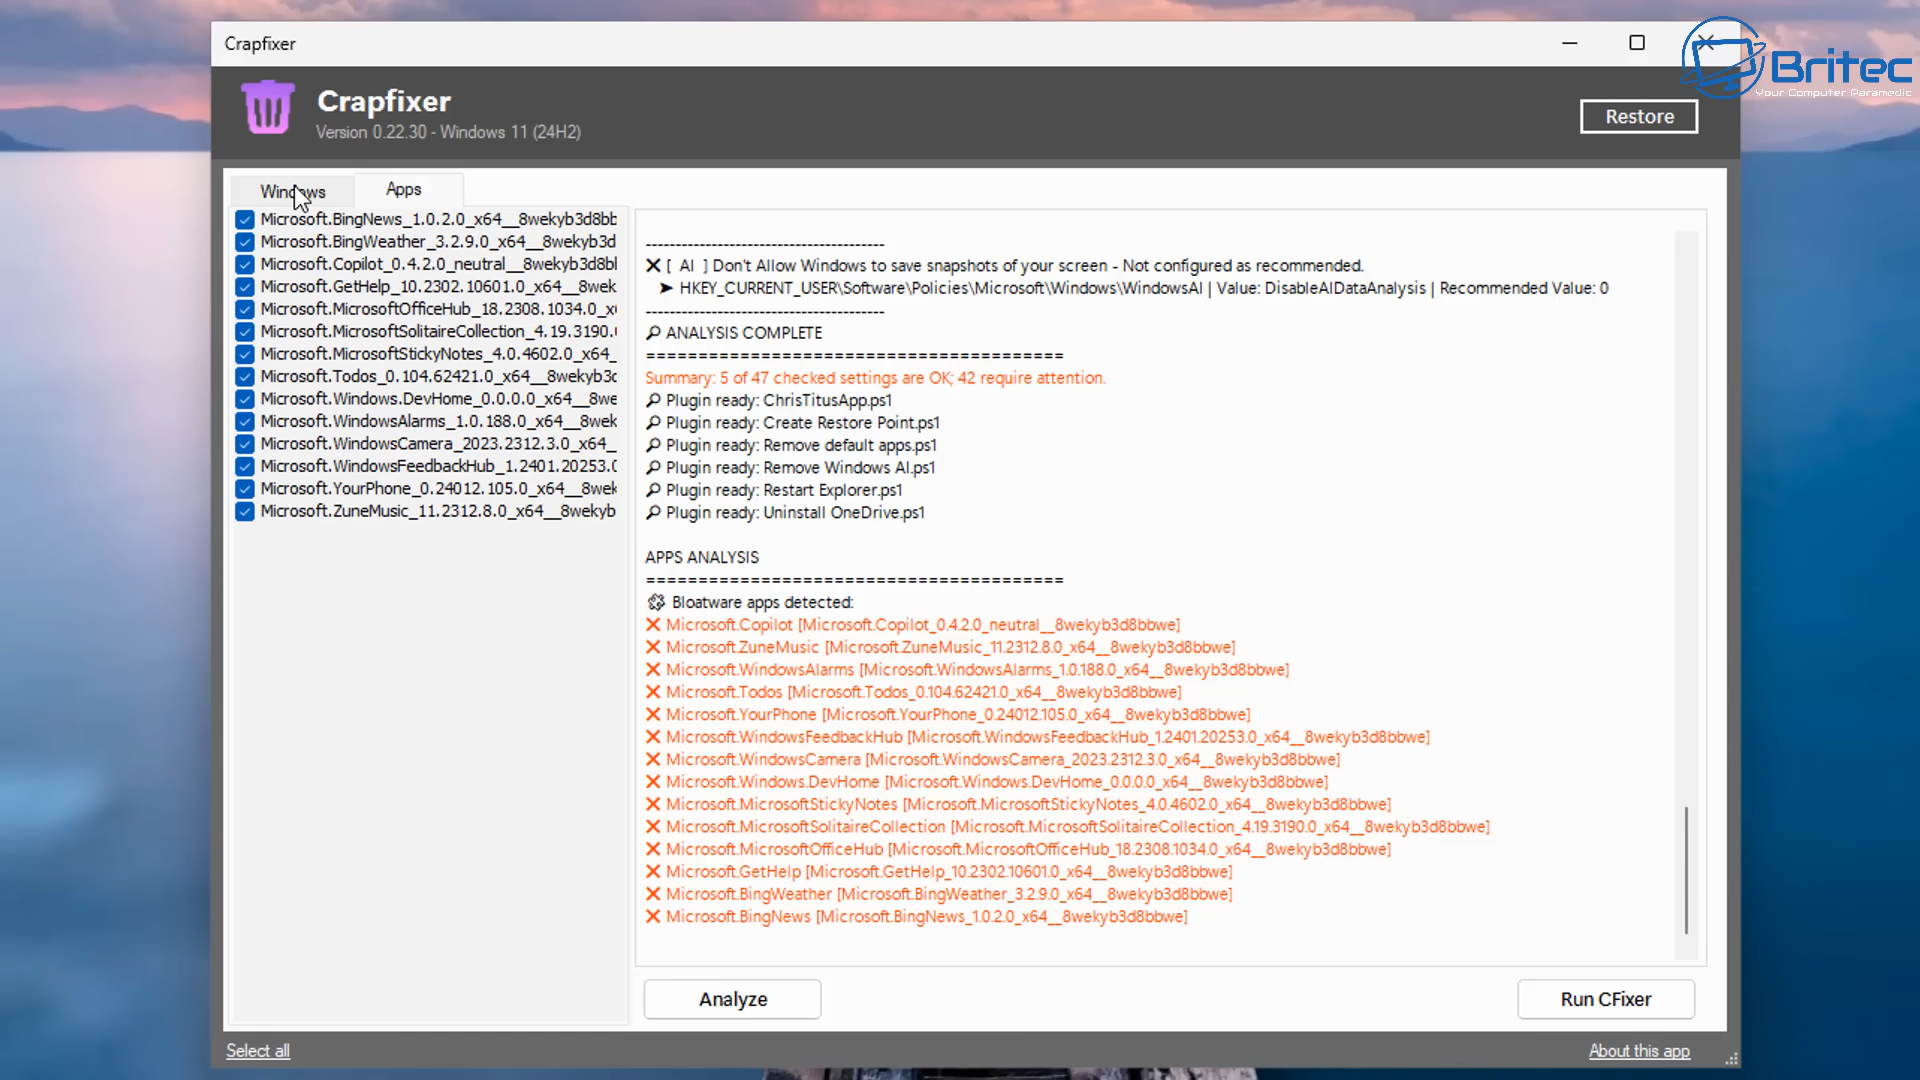 Crapfixer
Britec
Your Computer Paramedic
Crapfixer
Version 0.22.30 - Windows 11 (24H2)
Restore
Windows
Apps
Microsoft.BingNews_1.0.2.0_x64__8wekyb3d8bb
Microsoft.BingWeather_3.2.9.0_x64__8wekyb3d
Microsoft.Copilot_0.4.2.0_neutral__8wekyb3d8bl
Microsoft.GetHelp_10.2302.10601.0_x64__8wek
Microsoft.MicrosoftOfficeHub_18.2308.1034.0_x
Microsoft.MicrosoftSolitaireCollection_4.19.3190.
Microsoft.MicrosoftStickyNotes_4.0.4602.0_x64_
Microsoft.Todos_0.104.62421.0_x64__8wekyb3c
Microsoft.Windows.DevHome_0.0.0.0_x64__8we
Microsoft.WindowsAlarms_1.0.188.0_x64__8wek
Microsoft.WindowsCamera_2023.2312.3.0_x64_
Microsoft.WindowsFeedbackHub_1.2401.20253.0
Microsoft.YourPhone_0.24012.105.0_x64__8wek
Microsoft.ZuneMusic_11.2312.8.0_x64__8wekyb
----------------------------------------
❌ [ AI ] Don't Allow Windows to save snapshots of your screen - Not configured as recommended.
➤ HKEY_CURRENT_USER\Software\Policies\Microsoft\Windows\WindowsAI | Value: DisableAIDataAnalysis | Recommended Value: 0
----------------------------------------
🔎 ANALYSIS COMPLETE
========================================
Summary: 5 of 47 checked settings are OK; 42 require attention.
🔎 Plugin ready: ChrisTitusApp.ps1
🔎 Plugin ready: Create Restore Point.ps1
🔎 Plugin ready: Remove default apps.ps1
🔎 Plugin ready: Remove Windows AI.ps1
🔎 Plugin ready: Restart Explorer.ps1
🔎 Plugin ready: Uninstall OneDrive.ps1
APPS ANALYSIS
========================================
Bloatware apps detected:
❌ Microsoft.Copilot [Microsoft.Copilot_0.4.2.0_neutral__8wekyb3d8bbwe]
❌ Microsoft.ZuneMusic [Microsoft.ZuneMusic_11.2312.8.0_x64__8wekyb3d8bbwe]
❌ Microsoft.WindowsAlarms [Microsoft.WindowsAlarms_1.0.188.0_x64__8wekyb3d8bbwe]
❌ Microsoft.Todos [Microsoft.Todos_0.104.62421.0_x64__8wekyb3d8bbwe]
❌ Microsoft.YourPhone [Microsoft.YourPhone_0.24012.105.0_x64__8wekyb3d8bbwe]
❌ Microsoft.WindowsFeedbackHub [Microsoft.WindowsFeedbackHub_1.2401.20253.0_x64__8wekyb3d8bbwe]
❌ Microsoft.WindowsCamera [Microsoft.WindowsCamera_2023.2312.3.0_x64__8wekyb3d8bbwe]
❌ Microsoft.Windows.DevHome [Microsoft.Windows.DevHome_0.0.0.0_x64__8wekyb3d8bbwe]
❌ Microsoft.MicrosoftStickyNotes [Microsoft.MicrosoftStickyNotes_4.0.4602.0_x64__8wekyb3d8bbwe]
❌ Microsoft.MicrosoftSolitaireCollection [Microsoft.MicrosoftSolitaireCollection_4.19.3190.0_x64__8wekyb3d8bbwe]
❌ Microsoft.MicrosoftOfficeHub [Microsoft.MicrosoftOfficeHub_18.2308.1034.0_x64__8wekyb3d8bbwe]
❌ Microsoft.GetHelp [Microsoft.GetHelp_10.2302.10601.0_x64__8wekyb3d8bbwe]
❌ Microsoft.BingWeather [Microsoft.BingWeather_3.2.9.0_x64__8wekyb3d8bbwe]
❌ Microsoft.BingNews [Microsoft.BingNews_1.0.2.0_x64__8wekyb3d8bbwe]
Analyze
Run CFixer
Select all
About this app